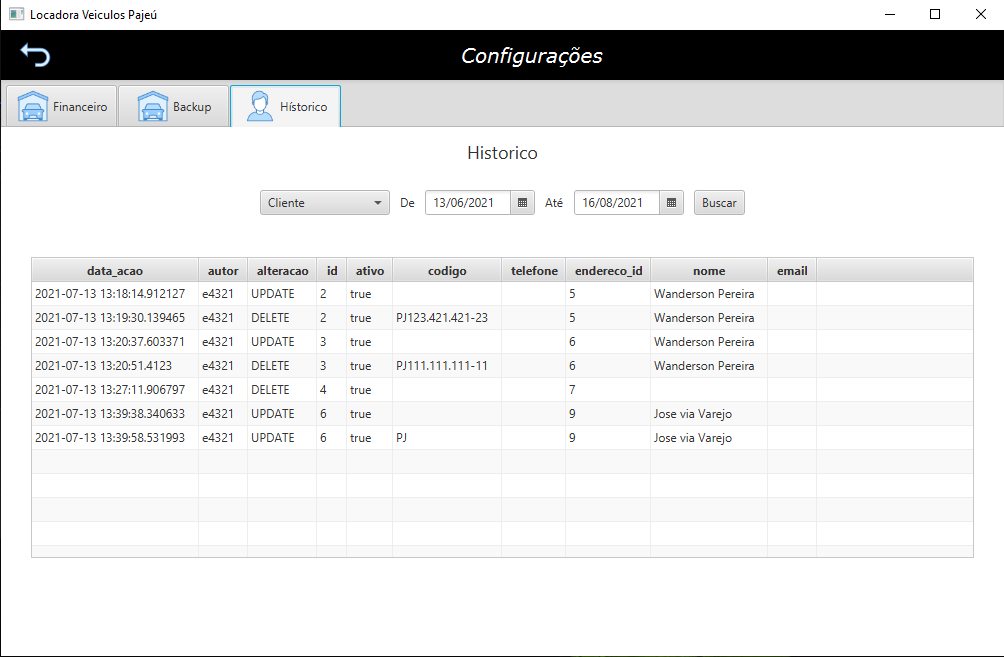 Locadora Veiculos Pajeú
Configurações
Financeiro Backup Hístorico
Historico
Cliente De 13/06/2021 Até 16/08/2021 Buscar
data_acao autor alteracao id ativo codigo telefone endereco_id nome email
2021-07-13 13:18:14.912127 e4321 UPDATE 2 true 5 Wanderson Pereira
2021-07-13 13:19:30.139465 e4321 DELETE 2 true PJ123.421.421-23 5 Wanderson Pereira
2021-07-13 13:20:37.603371 e4321 UPDATE 3 true 6 Wanderson Pereira
2021-07-13 13:20:51.4123 e4321 DELETE 3 true PJ111.111.111-11 6 Wanderson Pereira
2021-07-13 13:27:11.906797 e4321 DELETE 4 true 7
2021-07-13 13:39:38.340633 e4321 UPDATE 6 true 9 Jose via Varejo
2021-07-13 13:39:58.531993 e4321 UPDATE 6 true PJ 9 Jose via Varejo